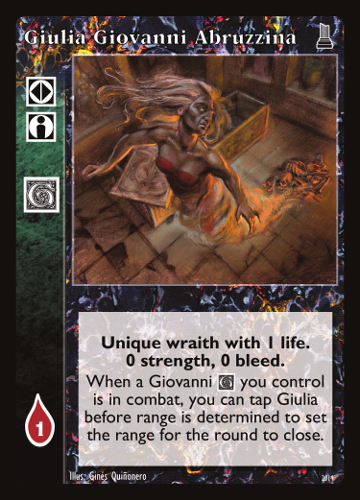 Giulia Giovanni Abruzzina
Unique wraith with 1 life.
0 strength, 0 bleed.
When a Giovanni you control
is in combat, you can tap Giulia
before range is determined to set
the range for the round to close.
1
Illus: Ginés Quiñonero